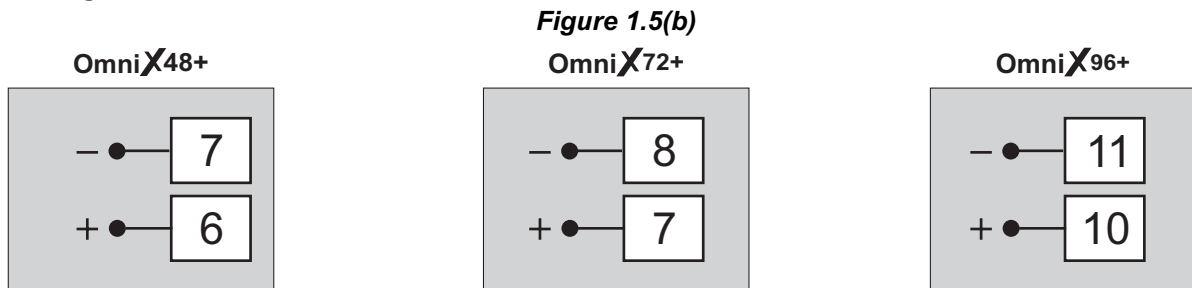 Figure 1.5(b)
OmniX48+
− 7
+ 6
OmniX72+
− 8
+ 7
OmniX96+
− 11
+ 10